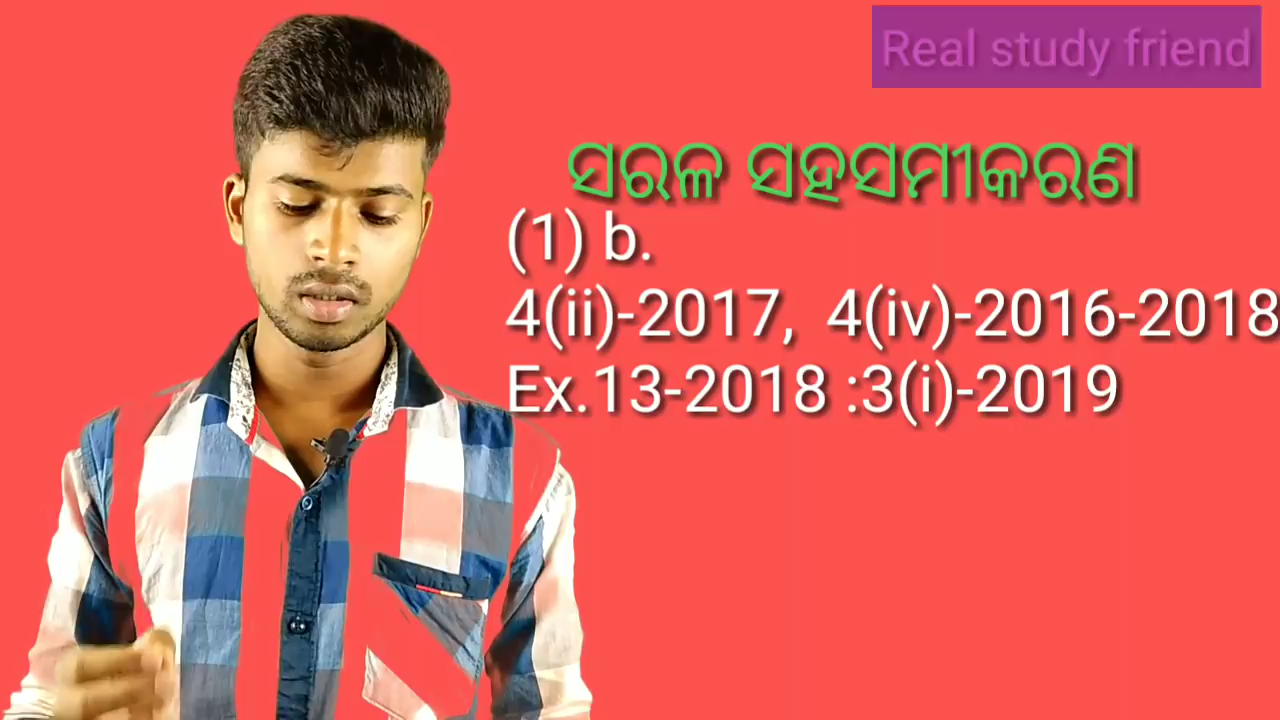 Real study friend
ସରଳ ସହସମୀକରଣ
(1) b.
4(ii)-2017, 4(iv)-2016-2018
Ex.13-2018 :3(i)-2019